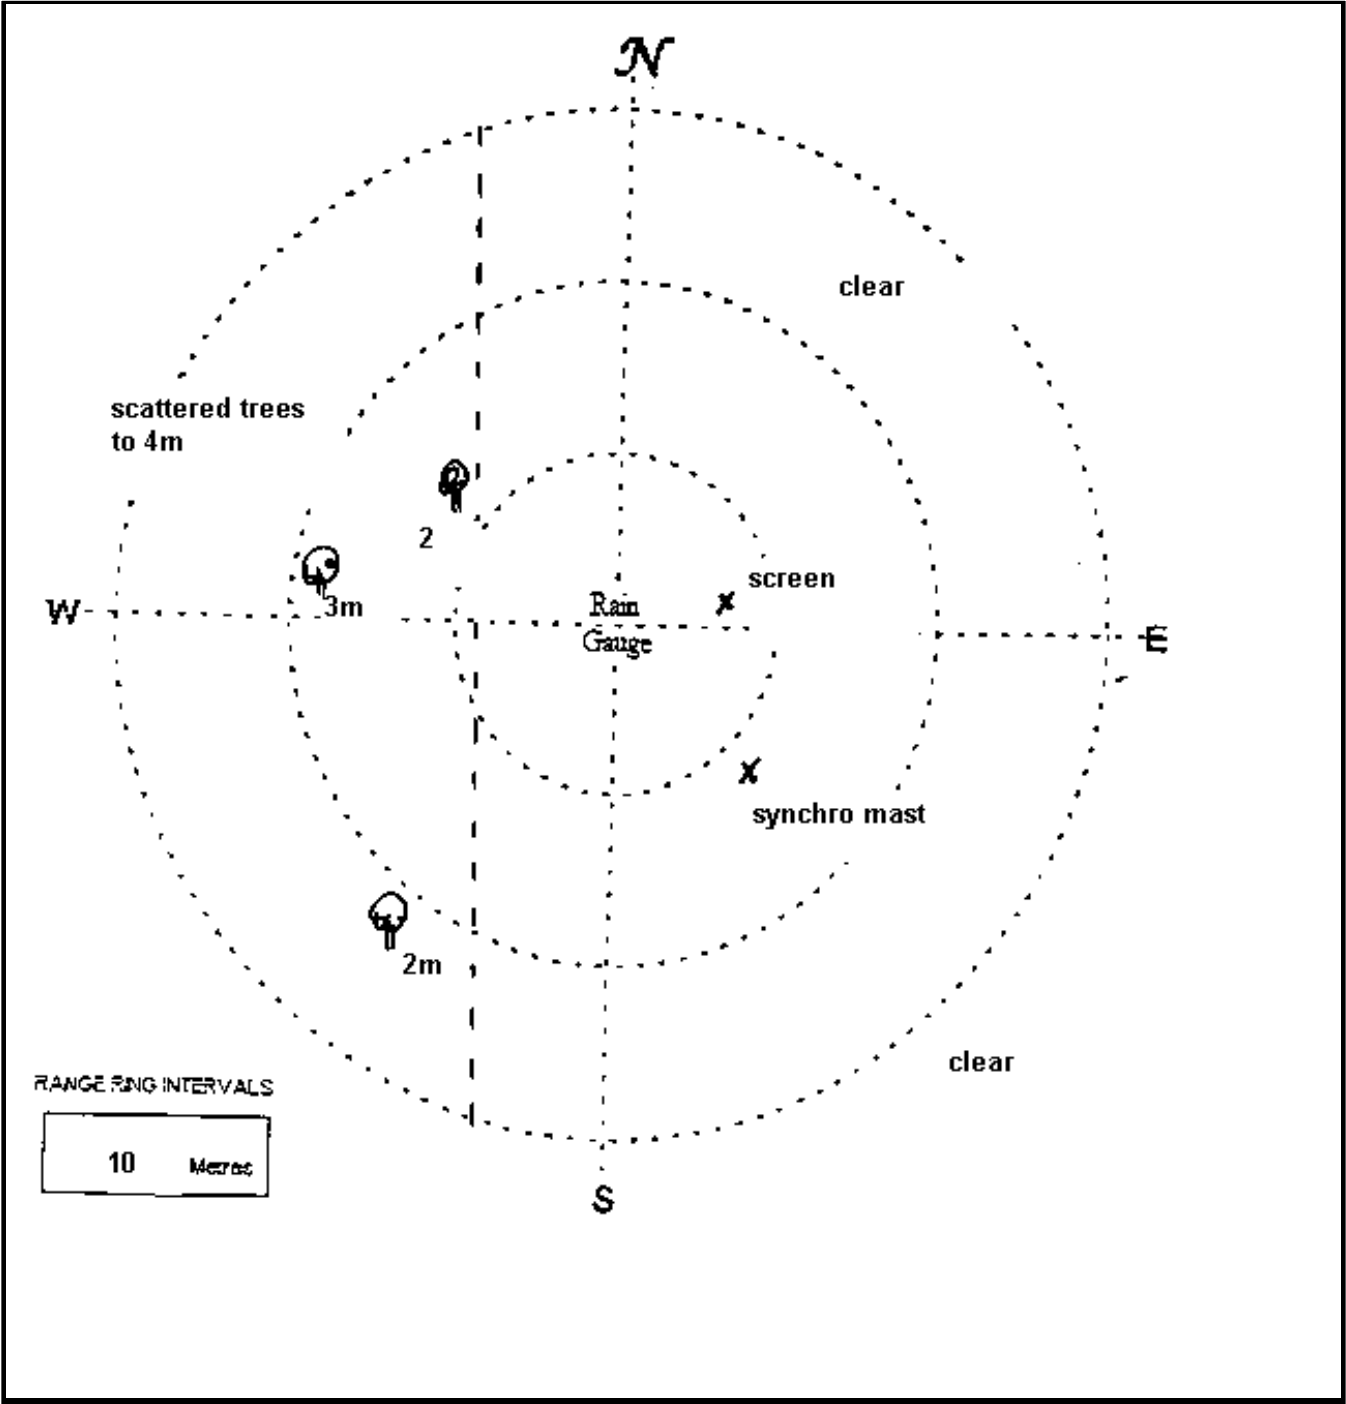 N
clear
scattered trees
to 4m
2
screen
W
3m
Rain
Gauge
E
synchro mast
2m
clear
RANGE RING INTERVALS
10 Metres
S